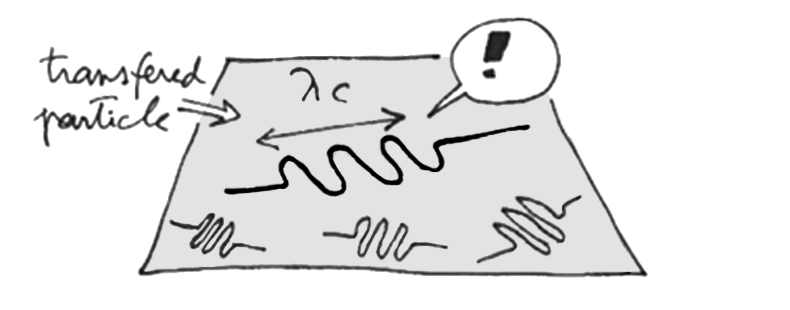 transfered
particle
λc
!